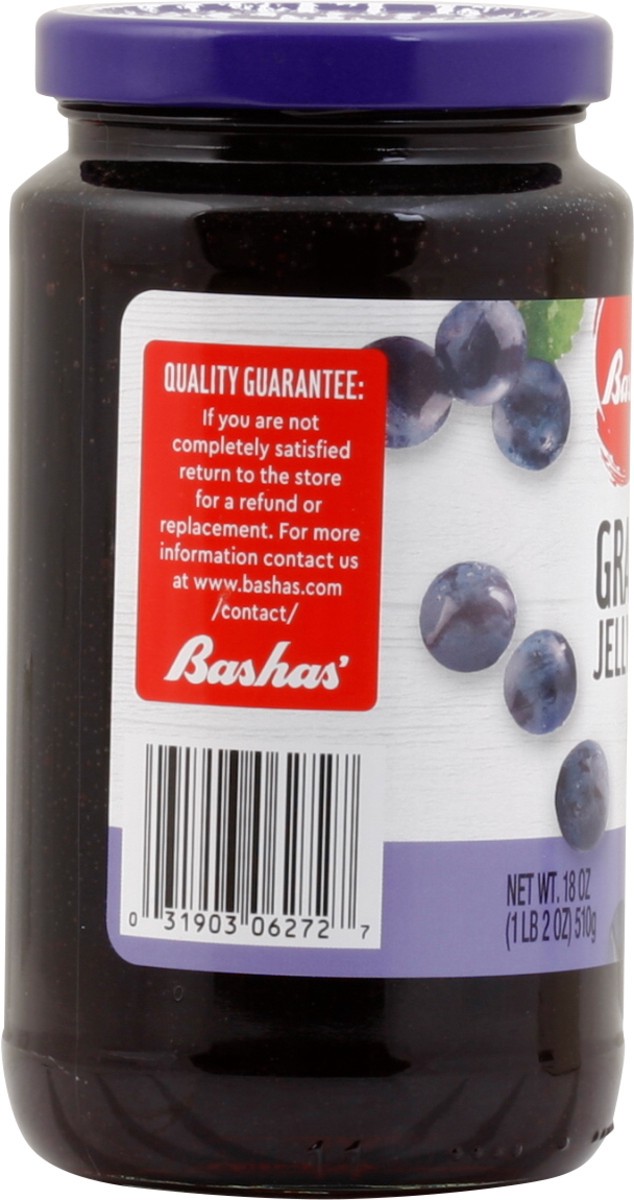 QUALITY GUARANTEE:
If you are not
completely satisfied
return to the store
for a refund or
replacement. For more
information contact us
at www.bashas.com
/contact/
Bashas'
0 31903 06272 7
Ba
GRA
JELL
NET WT. 18 OZ
(1 LB 2 OZ) 510g